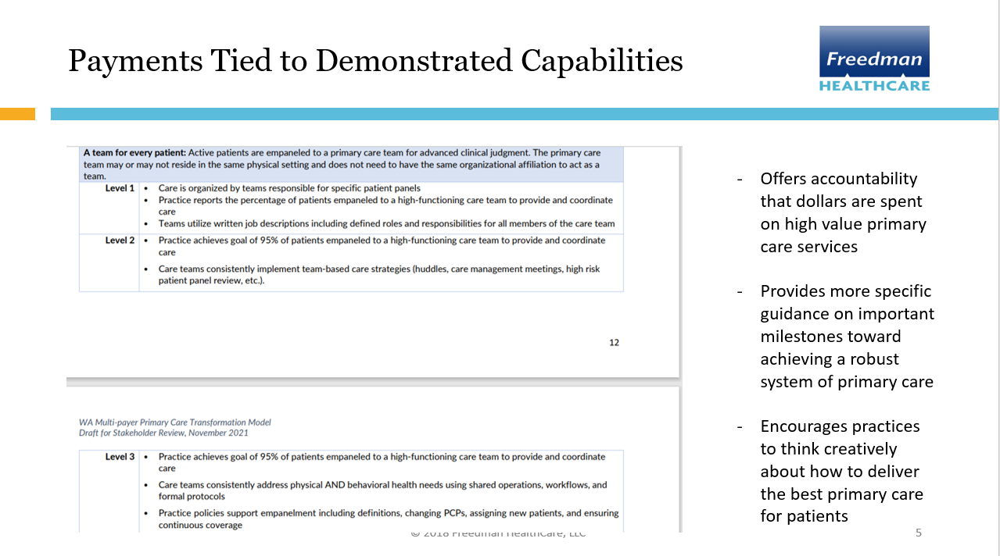 Payments Tied to Demonstrated Capabilities
Freedman
HEALTHCARE
A team for every patient: Active patients are empaneled to a primary care team for advanced clinical judgment. The primary care
team may or may not reside in the same physical setting and does not need to have the same organizational affiliation to act as a
team.
Level 1
• Care is organized by teams responsible for specific patient panels
• Practice reports the percentage of patients empaneled to a high-functioning care team to provide and coordinate
care
• Teams utilize written job descriptions including defined roles and responsibilities for all members of the care team
Level 2
• Practice achieves goal of 95% of patients empaneled to a high-functioning care team to provide and coordinate
care
• Care teams consistently implement team-based care strategies (huddles, care management meetings, high risk
patient panel review, etc.).
12
WA Multi-payer Primary Care Transformation Model
Draft for Stakeholder Review, November 2021
Level 3
• Practice achieves goal of 95% of patients empaneled to a high-functioning care team to provide and coordinate
care
• Care teams consistently address physical AND behavioral health needs using shared operations, workflows, and
formal protocols
• Practice policies support empanelment including definitions, changing PCPs, assigning new patients, and ensuring
continuous coverage
- Offers accountability
that dollars are spent
on high value primary
care services
- Provides more specific
guidance on important
milestones toward
achieving a robust
system of primary care
- Encourages practices
to think creatively
about how to deliver
the best primary care
for patients
© 2018 Freedman HealthCare, LLC
5